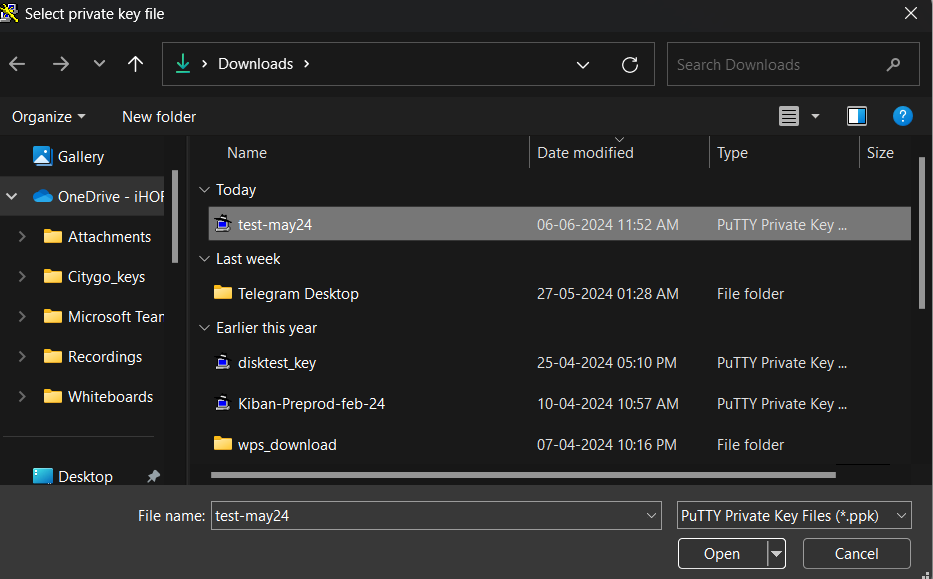 Select private key file
Downloads
Search Downloads
Organize
New folder
Name
Date modified
Type
Size
Gallery
OneDrive - iHOP
Attachments
Citygo_keys
Microsoft Tean
Recordings
Whiteboards
Desktop
Today
test-may24 06-06-2024 11:52 AM PuTTY Private Key ...
Last week
Telegram Desktop 27-05-2024 01:28 AM File folder
Earlier this year
disktest_key 25-04-2024 05:10 PM PuTTY Private Key ...
Kiban-Preprod-feb-24 10-04-2024 10:57 AM PuTTY Private Key ...
wps_download 07-04-2024 10:16 PM File folder
File name: test-may24
PuTTY Private Key Files (*.ppk)
Open
Cancel